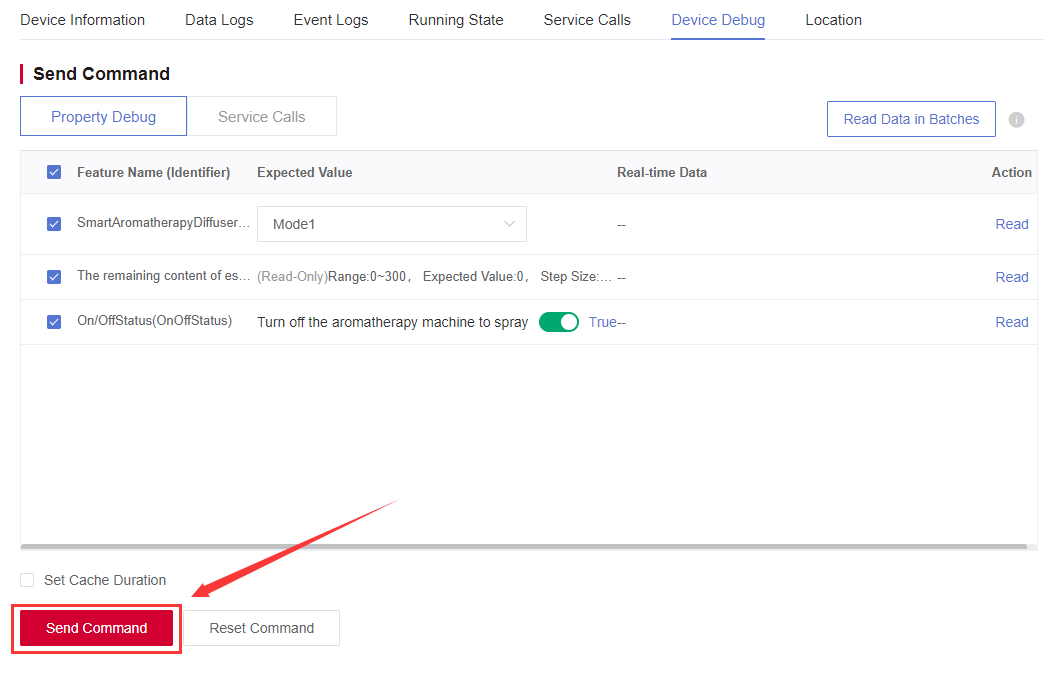 Device Information Data Logs Event Logs Running State Service Calls Device Debug Location
Send Command
Property Debug Service Calls Read Data in Batches
Feature Name (Identifier) Expected Value Real-time Data Action
SmartAromatherapyDiffuser... Mode1 -- Read
The remaining content of es... (Read-Only)Range:0~300, Expected Value:0, Step Size:... -- Read
On/OffStatus(OnOffStatus) Turn off the aromatherapy machine to spray True-- Read
Set Cache Duration
Send Command Reset Command